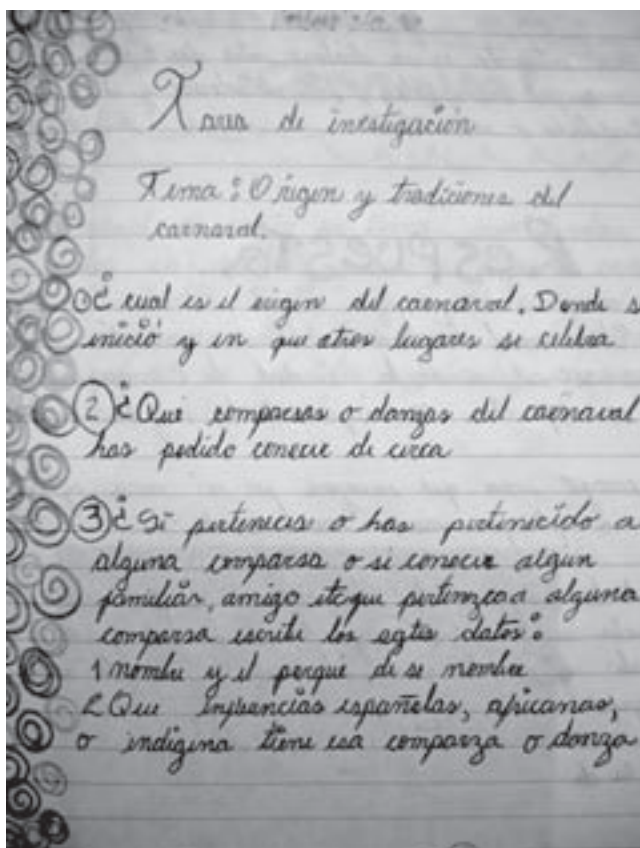 Tarea de investigación
Tema: Origen y tradiciones del
carnaval.
1 ¿cual es el origen del carnaval. Donde s
inició y en que otros lugares se celebra
2 ¿Que comparsas o danzas del carnaval
has podido conocer de cerca
3 ¿Si perteneces o has pertenecido a
alguna comparsa o si conocer algun
familiar, amigo etc que pertenezca a alguna
comparsa escribe los sgtes datos:
1 nombre y el porque de se nombre
2 Que influencias españolas, africanas,
o indigena tiene esa comparza o danza